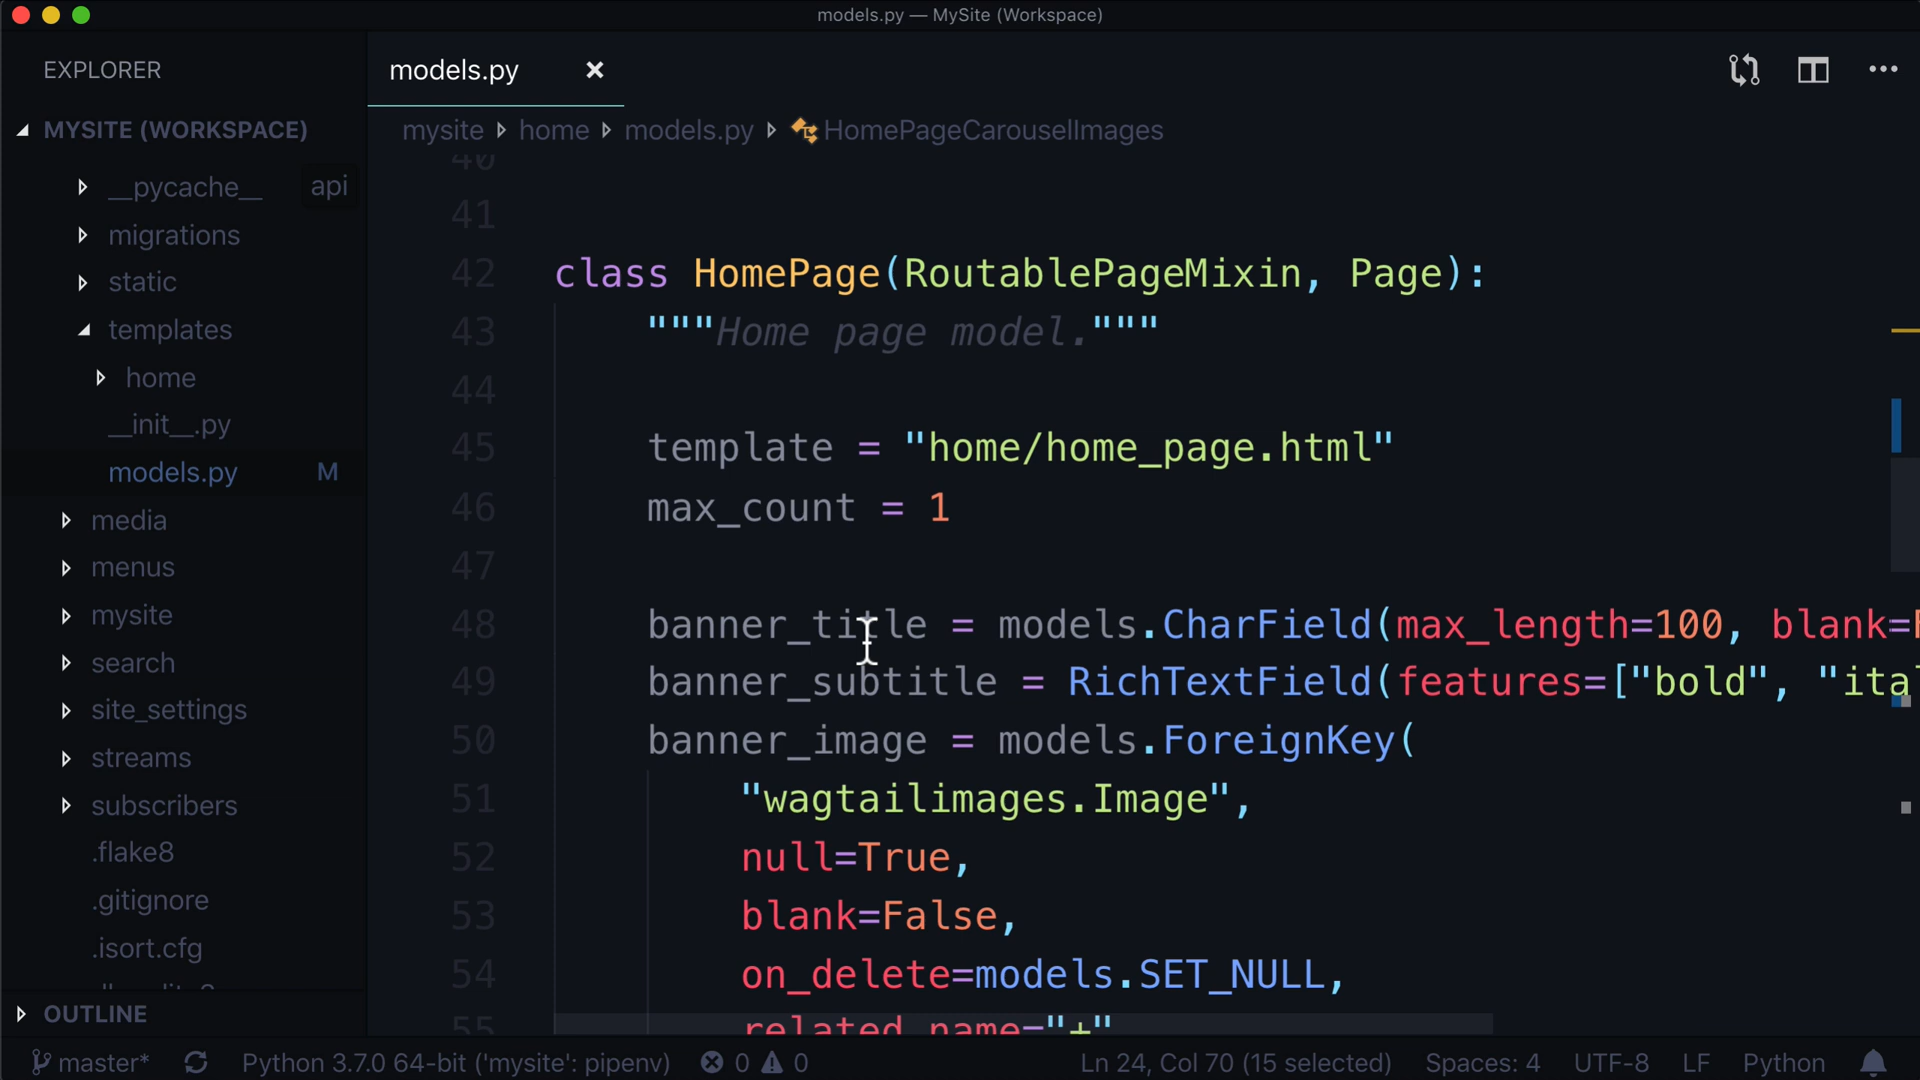 models.py — MySite (Workspace)
EXPLORER
MYSITE (WORKSPACE)
__pycache__
api
migrations
static
templates
home
__init__.py
models.py M
media
menus
mysite
search
site_settings
streams
subscribers
.flake8
.gitignore
.isort.cfg
OUTLINE
models.py
mysite home models.py HomePageCarouselImages
40
41
42 class HomePage(RoutablePageMixin, Page):
43 """Home page model."""
44
45 template = "home/home_page.html"
46 max_count = 1
47
48 banner_title = models.CharField(max_length=100, blank=
49 banner_subtitle = RichTextField(features=["bold", "ita
50 banner_image = models.ForeignKey(
51 "wagtailimages.Image",
52 null=True,
53 blank=False,
54 on_delete=models.SET_NULL,
55 related_name="+"
master* Python 3.7.0 64-bit ('mysite': pipenv) 0 0 Ln 24, Col 70 (15 selected) Spaces: 4 UTF-8 LF Python